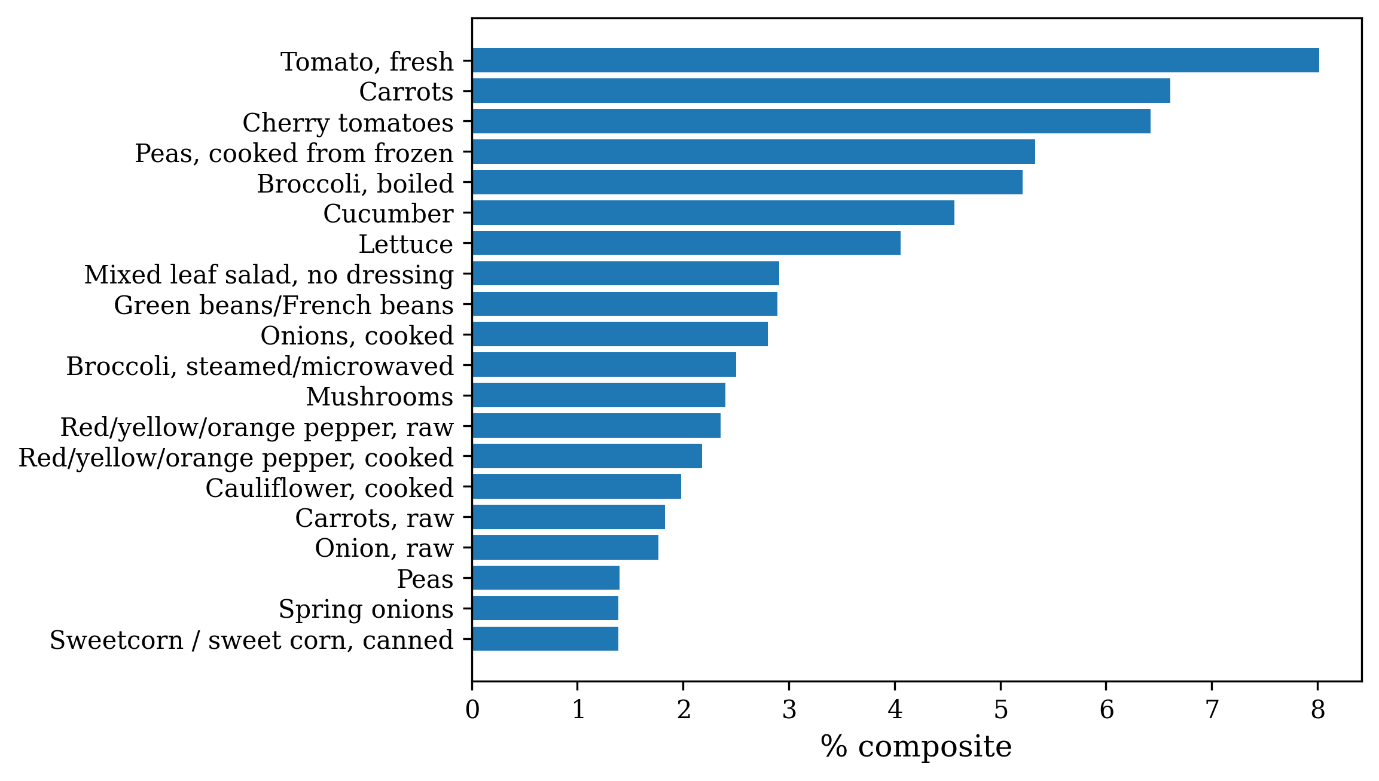 Tomato, fresh
Carrots
Cherry tomatoes
Peas, cooked from frozen
Broccoli, boiled
Cucumber
Lettuce
Mixed leaf salad, no dressing
Green beans/French beans
Onions, cooked
Broccoli, steamed/microwaved
Mushrooms
Red/yellow/orange pepper, raw
Red/yellow/orange pepper, cooked
Cauliflower, cooked
Carrots, raw
Onion, raw
Peas
Spring onions
Sweetcorn / sweet corn, canned
0 1 2 3 4 5 6 7 8
% composite